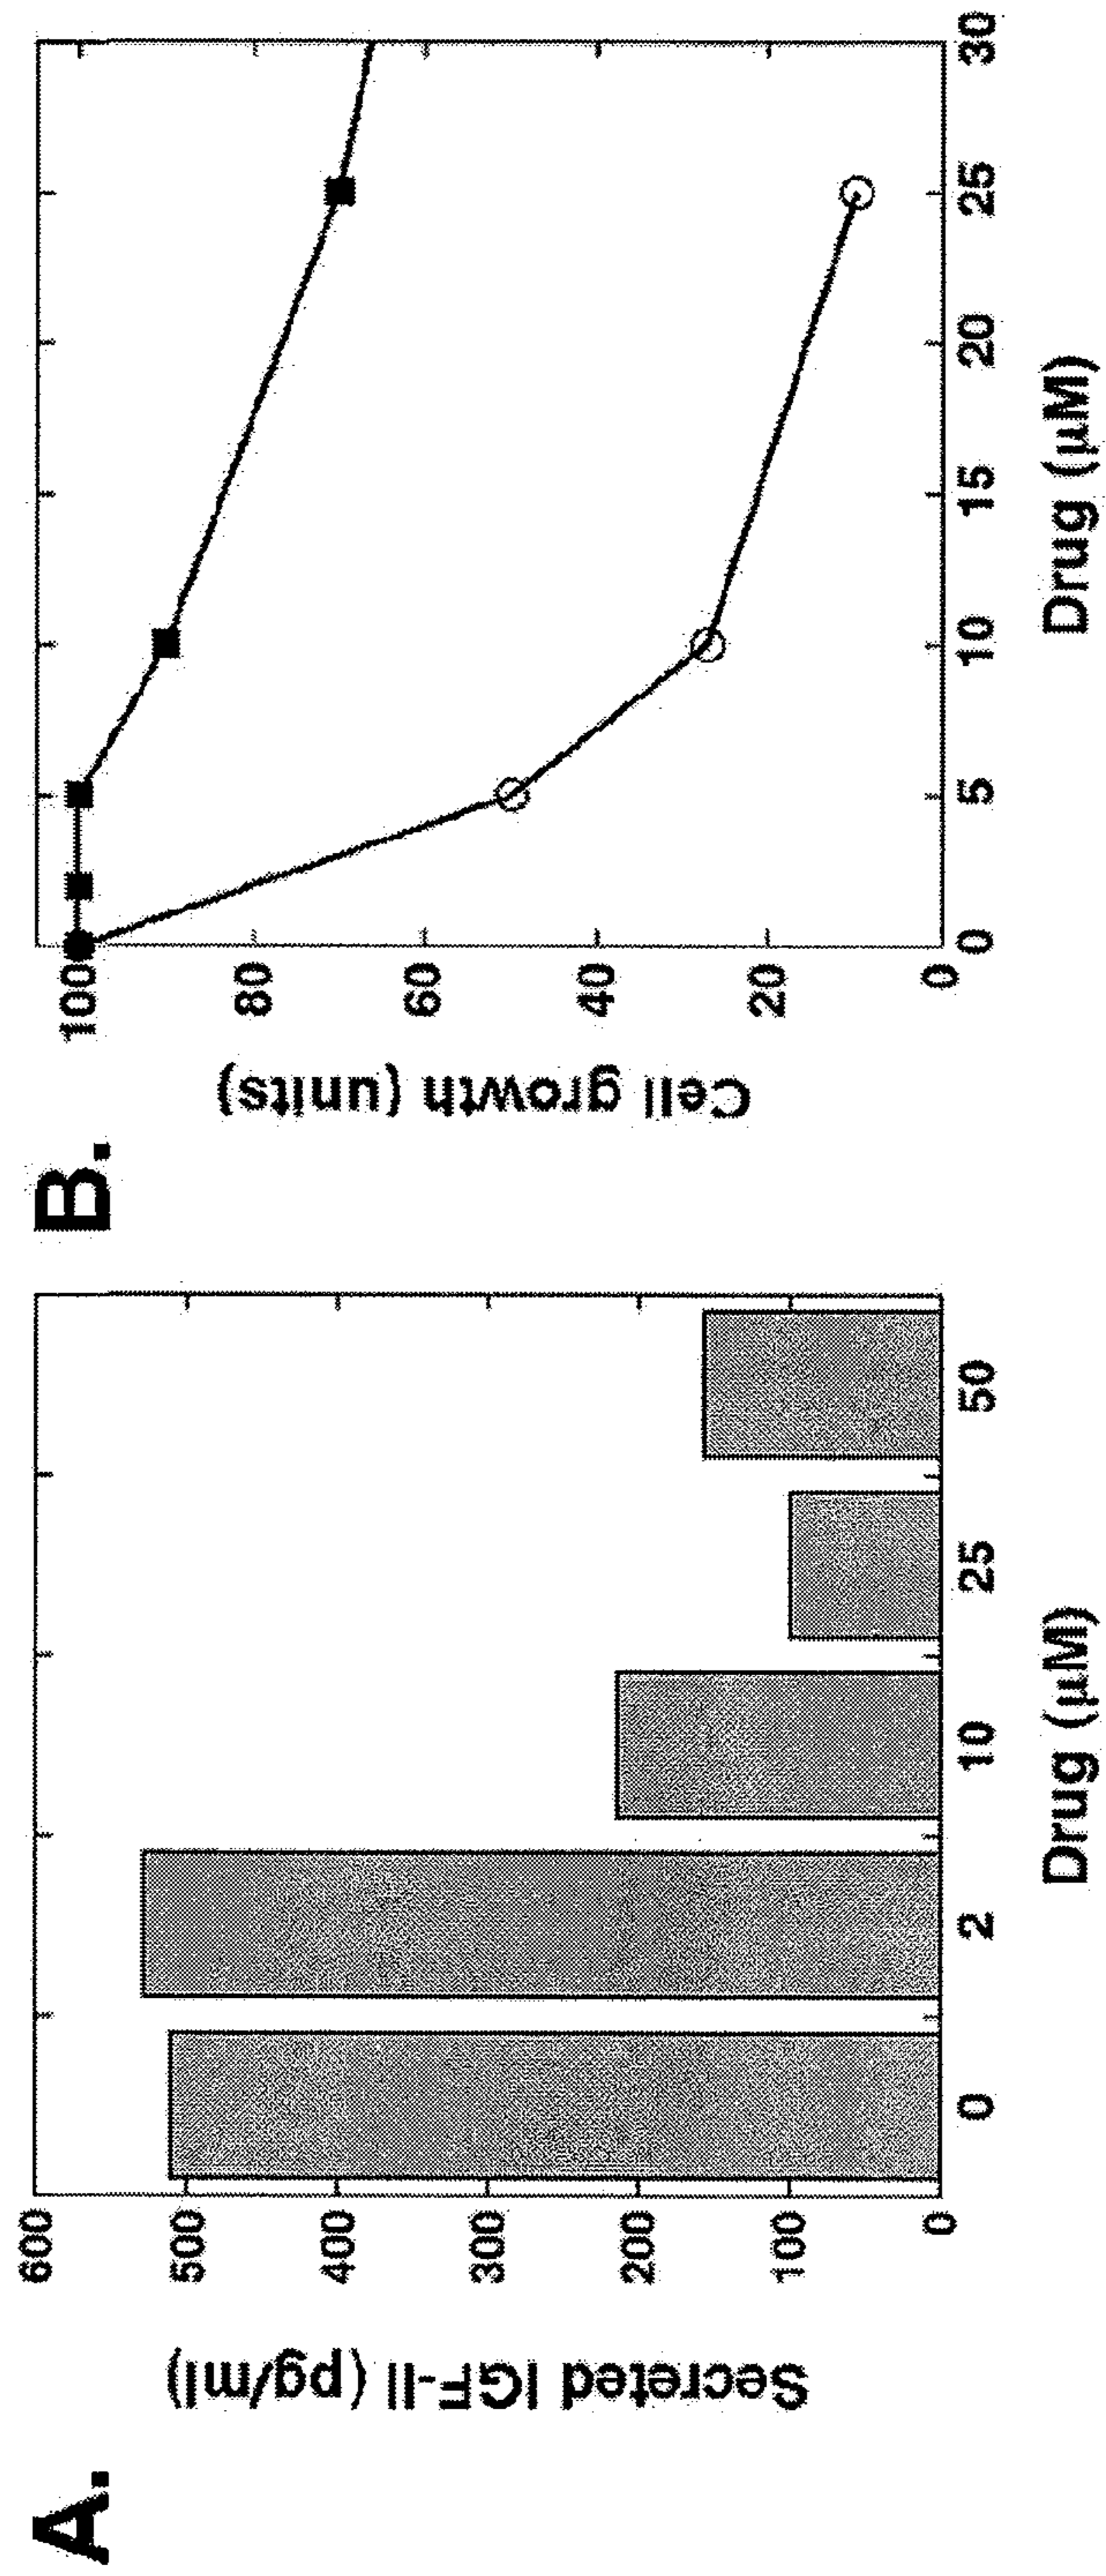 A.
Secreted IGF-II (pg/ml)
600
500
400
300
200
100
0
0 2 10 25 50
Drug (µM)
B.
Cell growth (units)
100
80
60
40
20
0
0 5 10 15 20 25 30
Drug (µM)